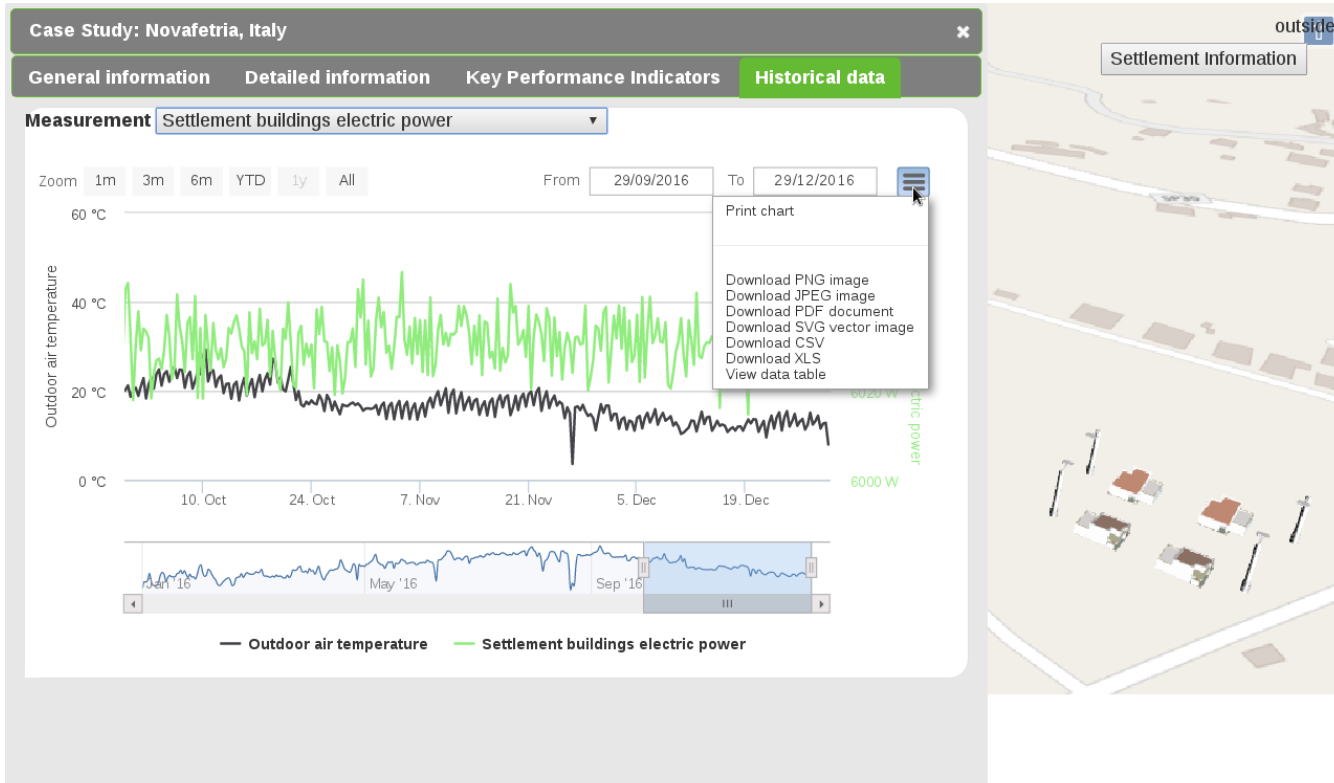 Case Study: Novafetria, Italy
General information Detailed information Key Performance Indicators Historical data
Measurement Settlement buildings electric power
Zoom 1m 3m 6m YTD 1y All From 29/09/2016 To 29/12/2016
Print chart
Download PNG image
Download JPEG image
Download PDF document
Download SVG vector image
Download CSV
Download XLS
View data table
60 °C
40 °C
20 °C
0 °C
Outdoor air temperature
6020 W
6000 W
ctric power
10. Oct 24. Oct 7. Nov 21. Nov 5. Dec 19. Dec
Jan '16 May '16 Sep '16
Outdoor air temperature Settlement buildings electric power
outside
Settlement Information